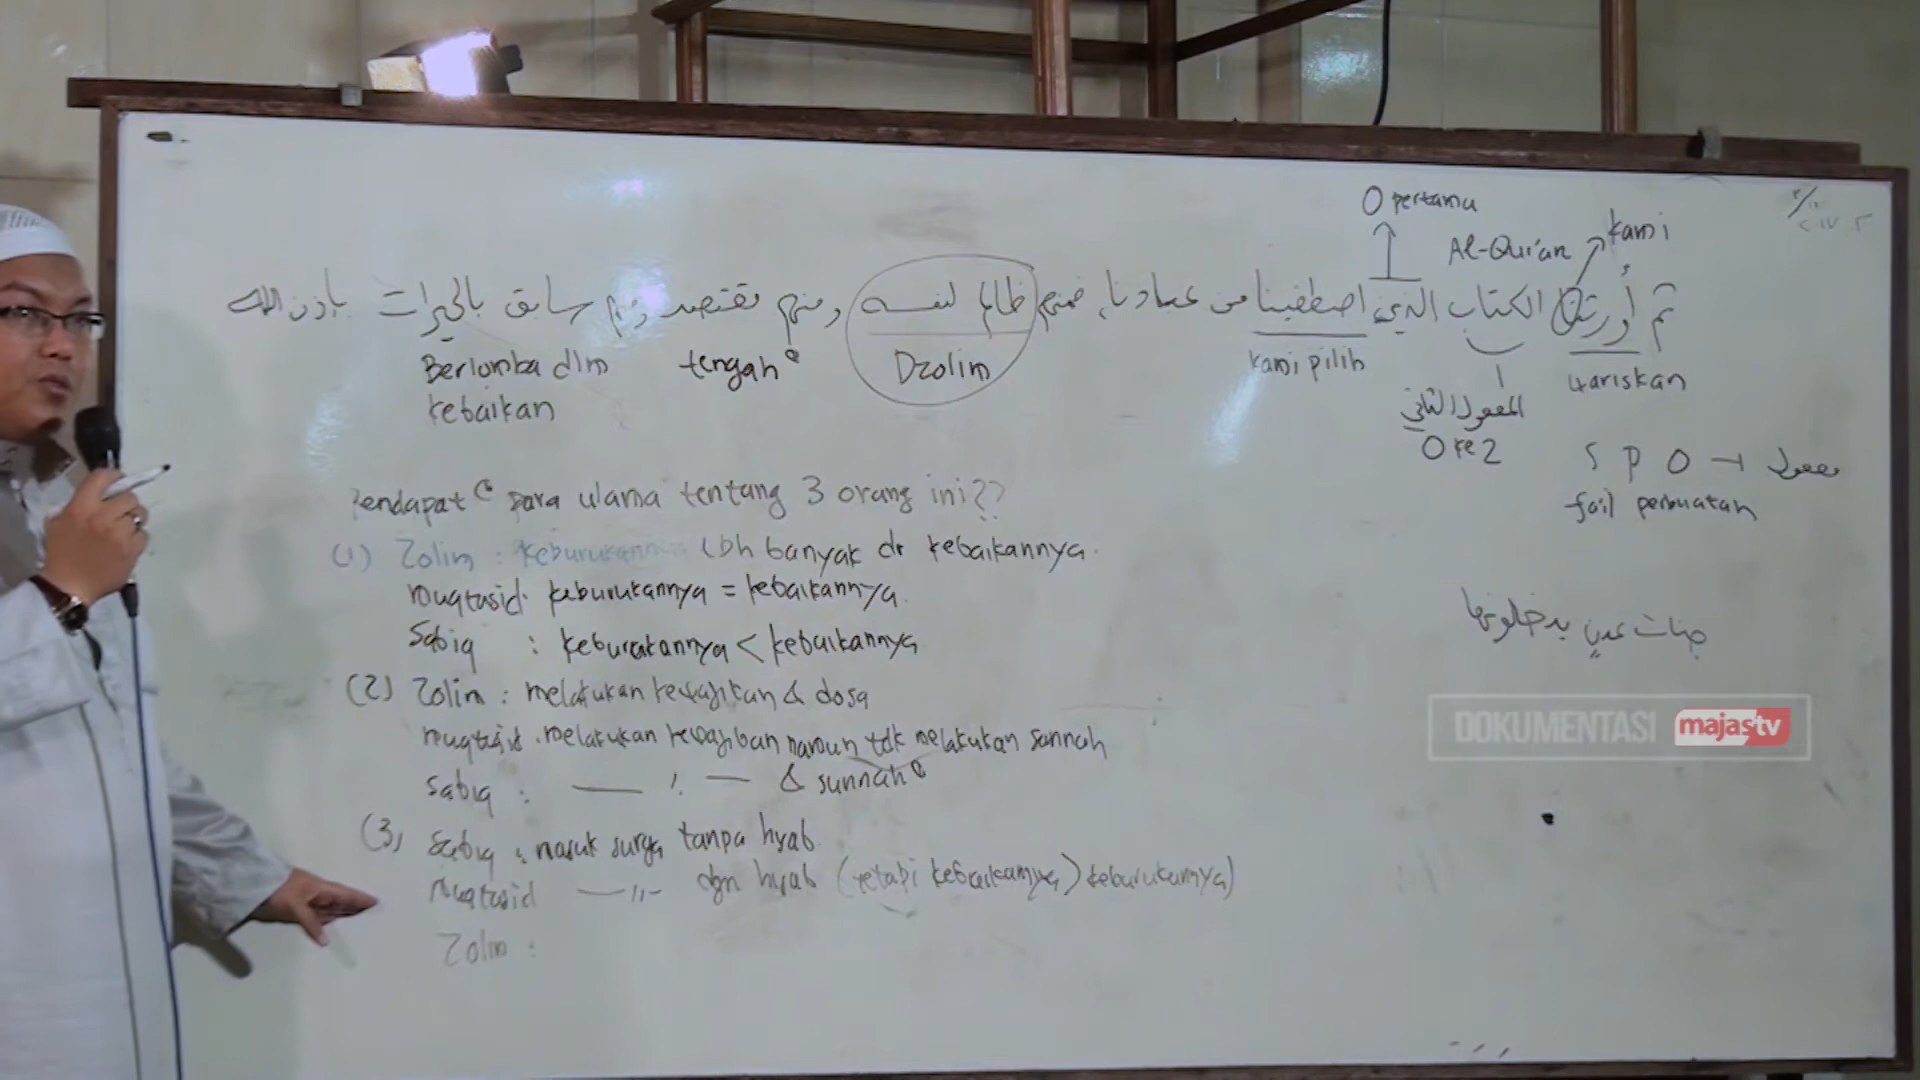 O pertama
Al-Qur'an
kami
ثم أورثنا الكتاب الذين اصطفينا من عبادنا فمنهم ظالم لنفسه ومنهم مقتصد ومنهم سابق بالخيرات بإذن الله
Berlomba dlm
kebaikan
tengah²
Dzolim
kami pilih
wariskan
المفعول الثاني
O ke 2
S P O → مفعول
fail perbuatan
Pendapat² para ulama tentang 3 orang ini??
(1) Zolim : keburukannya lbh banyak dr kebaikannya.
muqtasid : keburukannya = kebaikannya.
Sabiq : keburukannya < kebaikannya
(2) Zolim : melakukan kewajiban & dosa
muqtasid : melakukan kewajiban namun tdk melakukan sunnah
sabiq : —— ʺ — & sunnah²
(3) sabiq : masuk surga tanpa hisab.
muqtasid —ʺ— dgn hisab (tetapi kebaikannya > keburukannya)
Zolim :
جنات عدن يدخلونها
DOKUMENTASI majastv